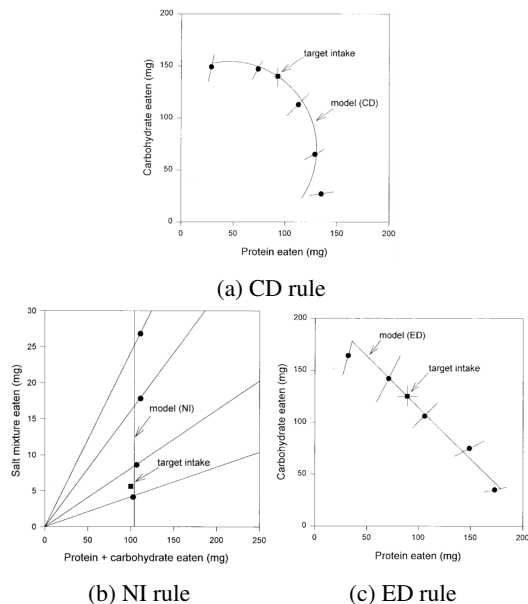 200
target intake
150
model (CD)
100
Carbohydrate eaten (mg)
50
0
0 50 100 150 200
Protein eaten (mg)
(a) CD rule
30
25
20
model (NI)
15
Salt mixture eaten (mg)
10
target intake
5
0
0 50 100 150 200 250
Protein + carbohydrate eaten (mg)
(b) NI rule
200
model (ED)
150
target intake
100
Carbohydrate eaten (mg)
50
0
0 50 100 150 200
Protein eaten (mg)
(c) ED rule